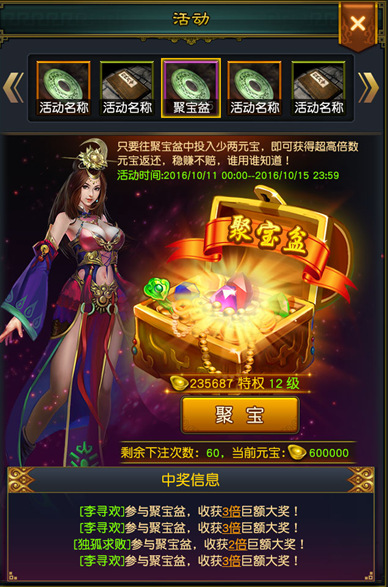 活动
活动名称 活动名称 聚宝盆 活动名称 活动名称
只要往聚宝盆中投入少两元宝，即可获得超高倍数
元宝返还，稳赚不赔，谁用谁知道！
活动时间:2016/10/11 00:00--2016/10/15 23:59
聚宝盆
235687 特权 12 级
聚 宝
剩余下注次数：60，当前元宝： 600000
中奖信息
[李寻欢]参与聚宝盆，收获3倍巨额大奖！
[李寻欢]参与聚宝盆，收获3倍巨额大奖！
[独孤求败]参与聚宝盆，收获2倍巨额大奖！
[李寻欢]参与聚宝盆，收获3倍巨额大奖！